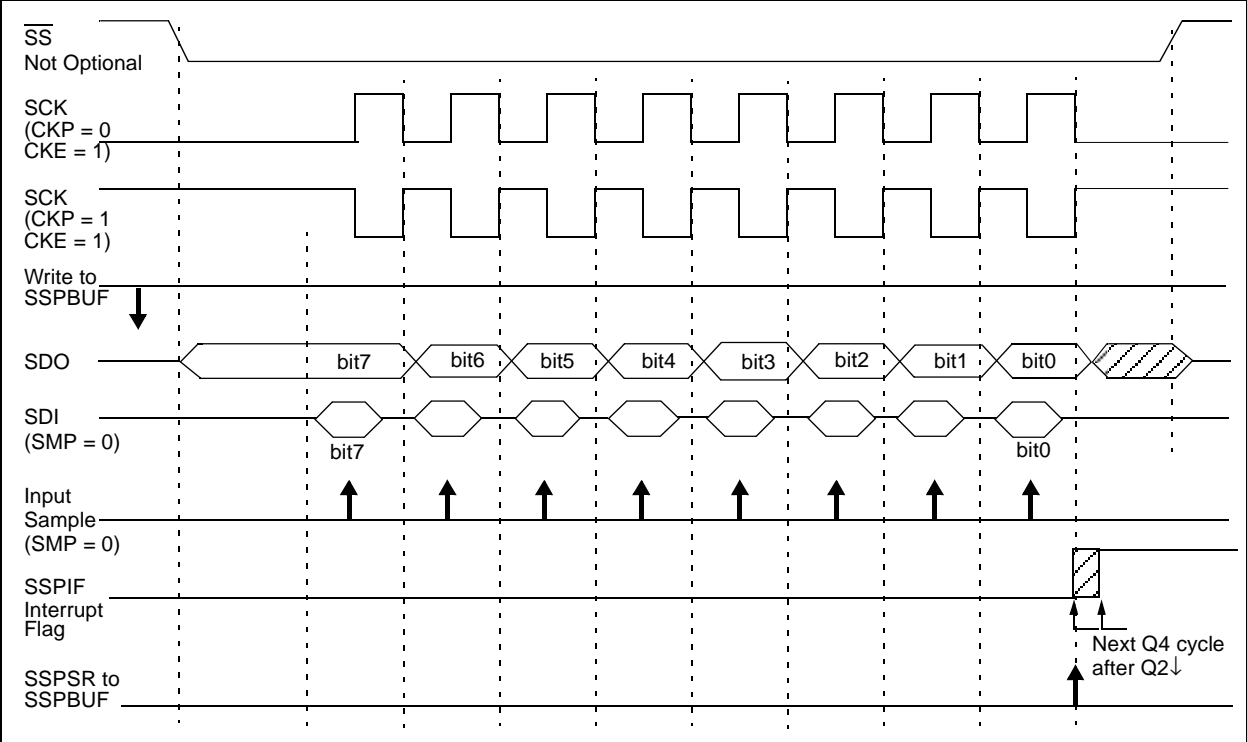 SS
Not Optional
SCK
(CKP = 0
CKE = 1)
SCK
(CKP = 1
CKE = 1)
Write to
SSPBUF
SDO
bit7 bit6 bit5 bit4 bit3 bit2 bit1 bit0
SDI
(SMP = 0)
bit7 bit0
Input
Sample
(SMP = 0)
SSPIF
Interrupt
Flag
Next Q4 cycle
after Q2↓
SSPSR to
SSPBUF